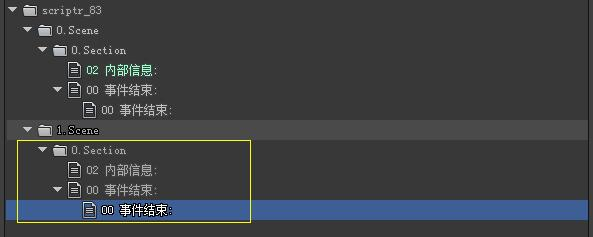 scriptr_83
0.Scene
0.Section
02 内部信息:
00 事件结束:
00 事件结束:
1.Scene
0.Section
02 内部信息:
00 事件结束:
00 事件结束: